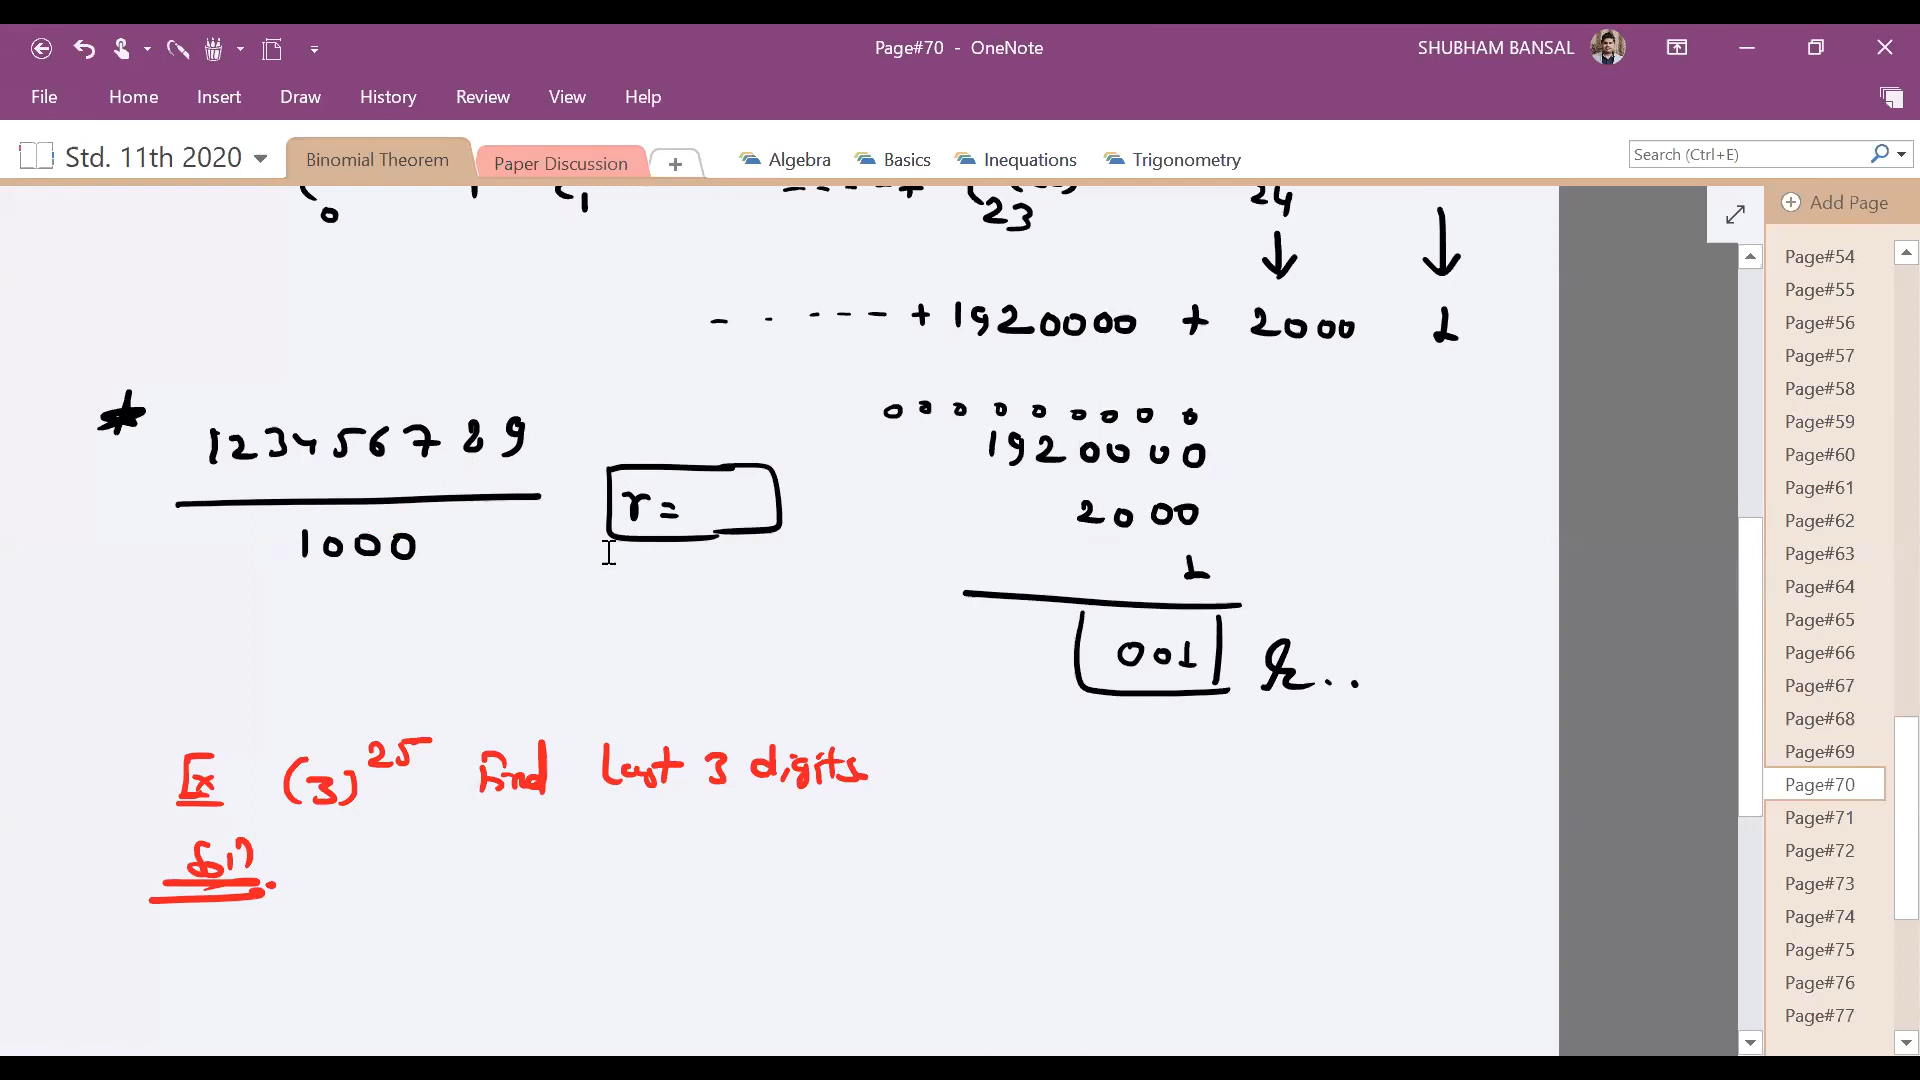 Page#70 - OneNote
SHUBHAM BANSAL
File Home Insert Draw History Review View Help
Std. 11th 2020
Binomial Theorem
Paper Discussion
+
Algebra
Basics
Inequations
Trigonometry
Search (Ctrl+E)
Add Page
0 1 23 24
- - - - - - + 1920000 + 2000 1
000000000
123456789
1920000
r =
2000
1000
1
001 R..
Ex (3)^25 Find last 3 digits
Sol^n.
Page#54
Page#55
Page#56
Page#57
Page#58
Page#59
Page#60
Page#61
Page#62
Page#63
Page#64
Page#65
Page#66
Page#67
Page#68
Page#69
Page#70
Page#71
Page#72
Page#73
Page#74
Page#75
Page#76
Page#77